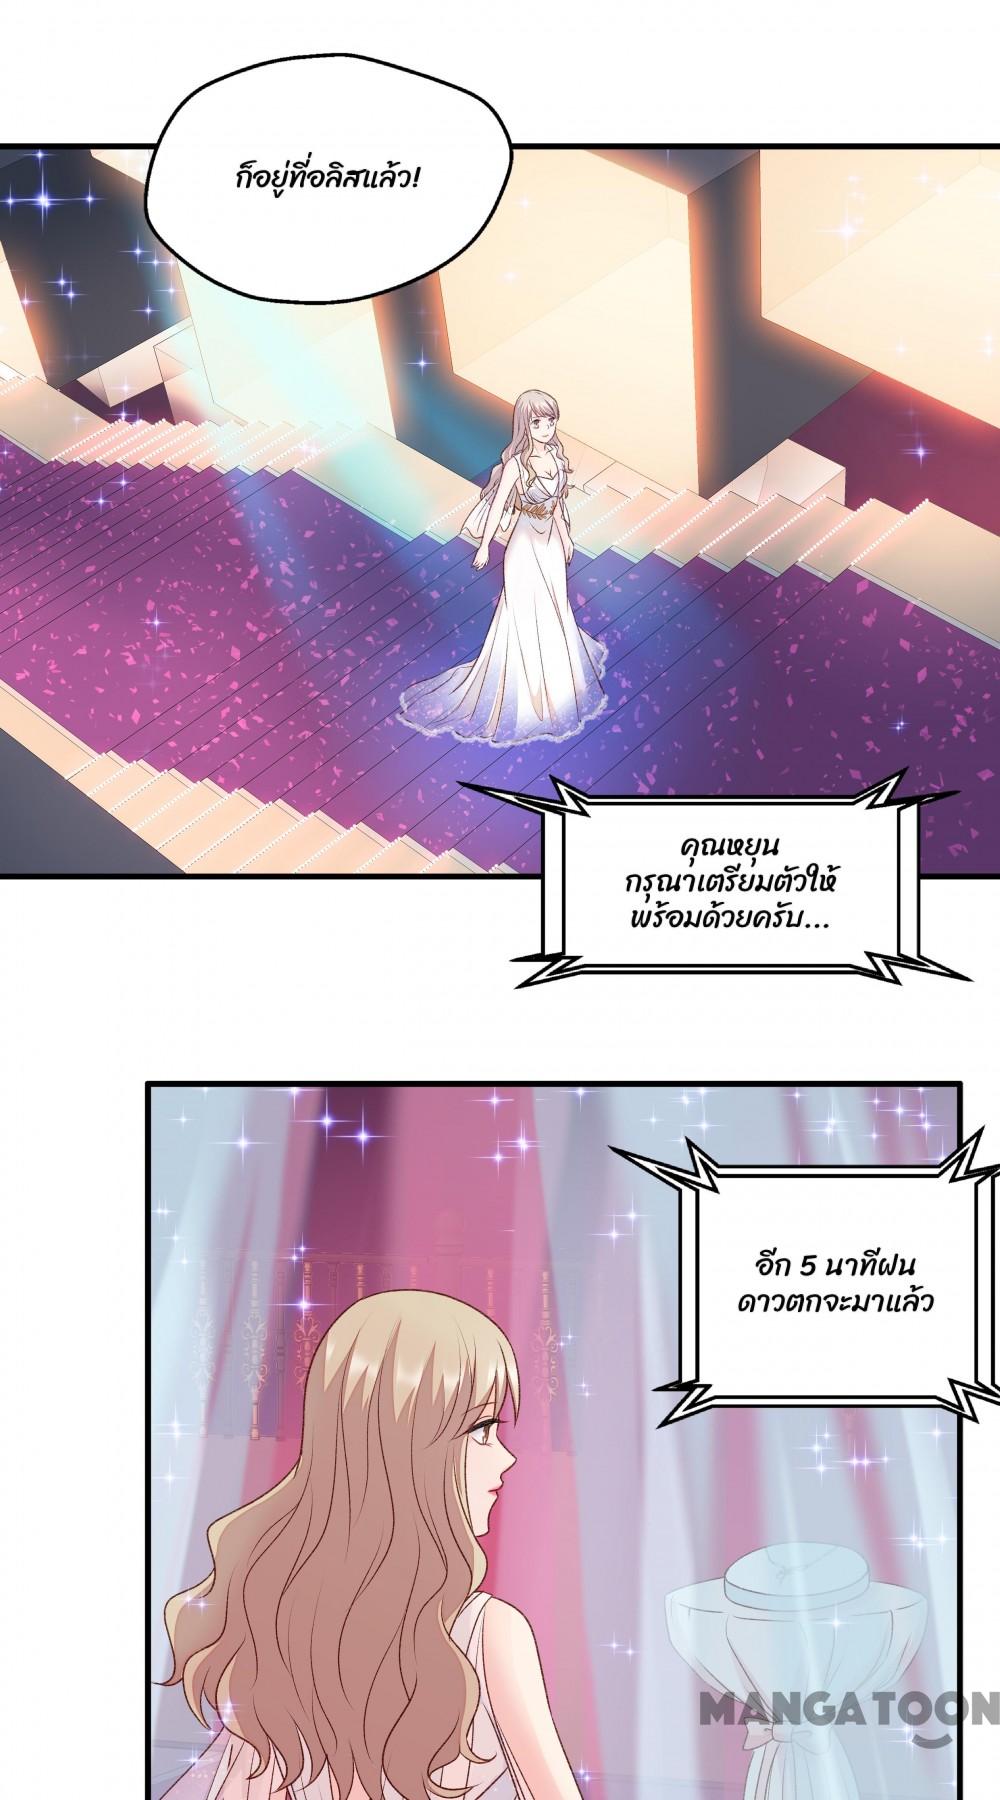 ก็อยู่ที่อลิสแล้ว!
คุณหยุน
กรุณาเตรียมตัวให้
พร้อมด้วยครับ...
อีก 5 นาทีฝน
ดาวตกจะมาแล้ว
MANGATOON